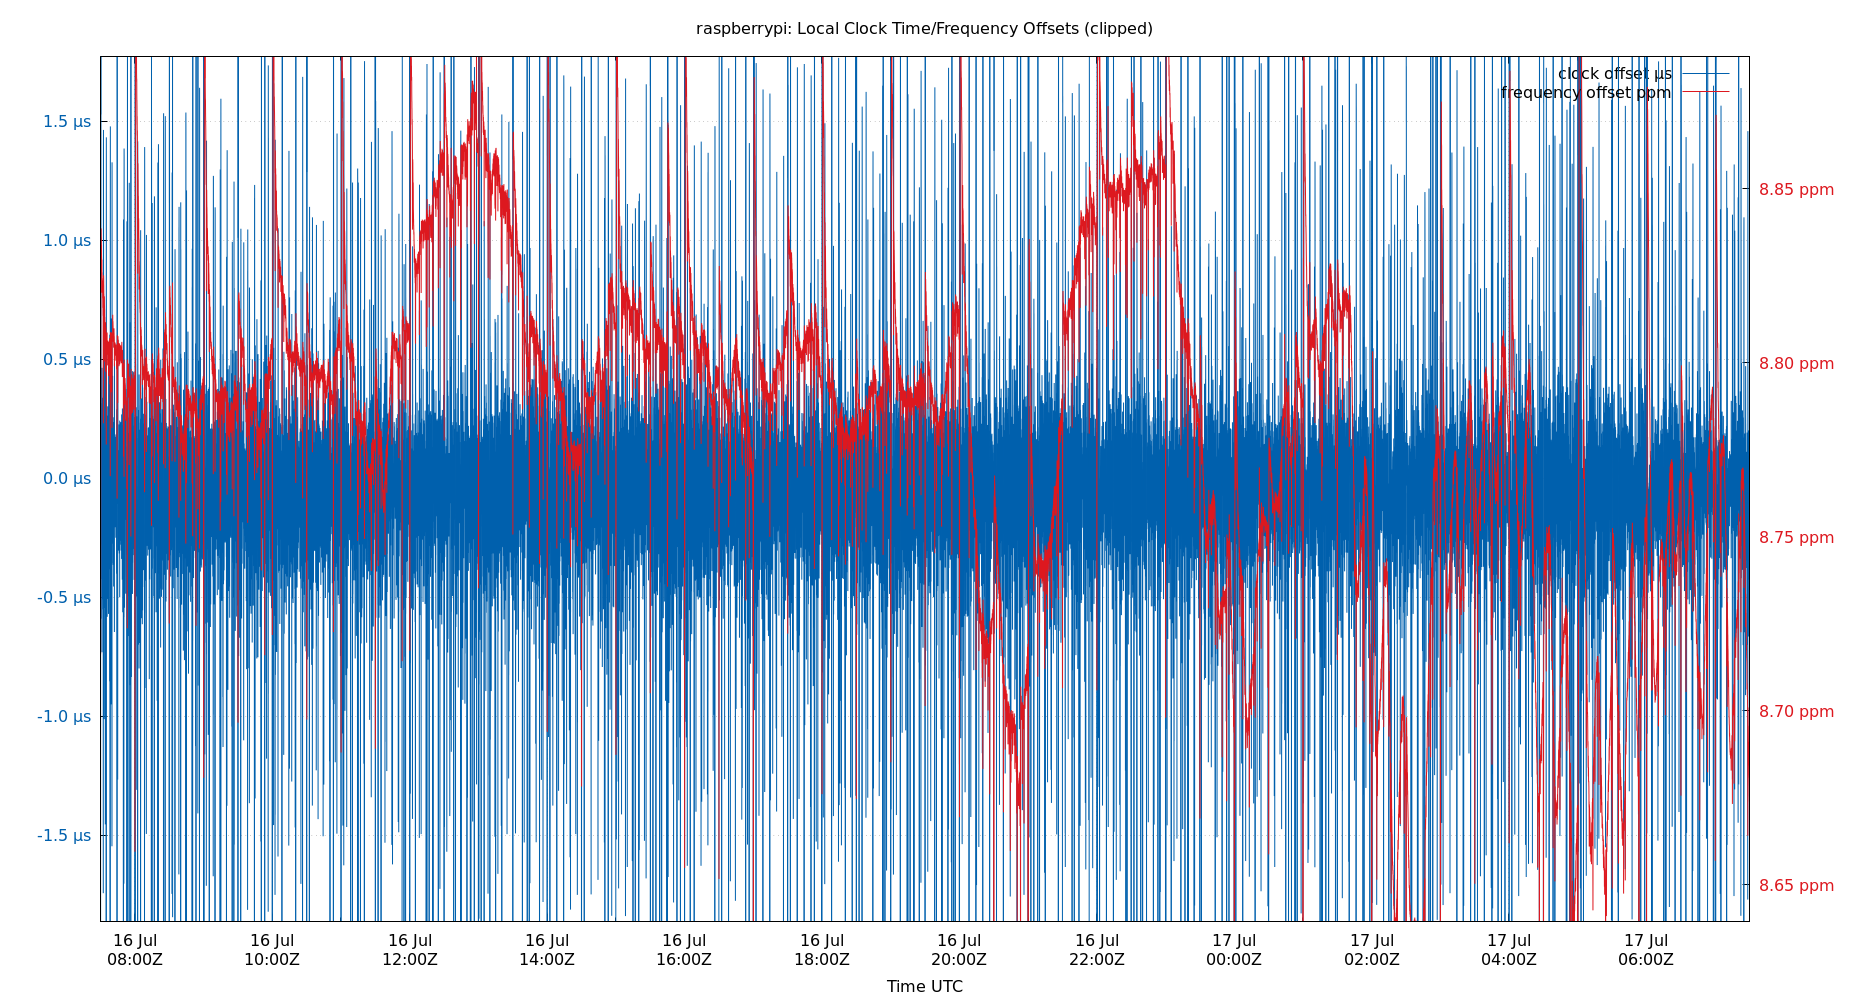 raspberrypi: Local Clock Time/Frequency Offsets (clipped)
clock offset µs
frequency offset ppm
1.5 µs
1.0 µs
0.5 µs
0.0 µs
-0.5 µs
-1.0 µs
-1.5 µs
8.85 ppm
8.80 ppm
8.75 ppm
8.70 ppm
8.65 ppm
16 Jul
08:00Z
16 Jul
10:00Z
16 Jul
12:00Z
16 Jul
14:00Z
16 Jul
16:00Z
16 Jul
18:00Z
16 Jul
20:00Z
16 Jul
22:00Z
17 Jul
00:00Z
17 Jul
02:00Z
17 Jul
04:00Z
17 Jul
06:00Z
Time UTC